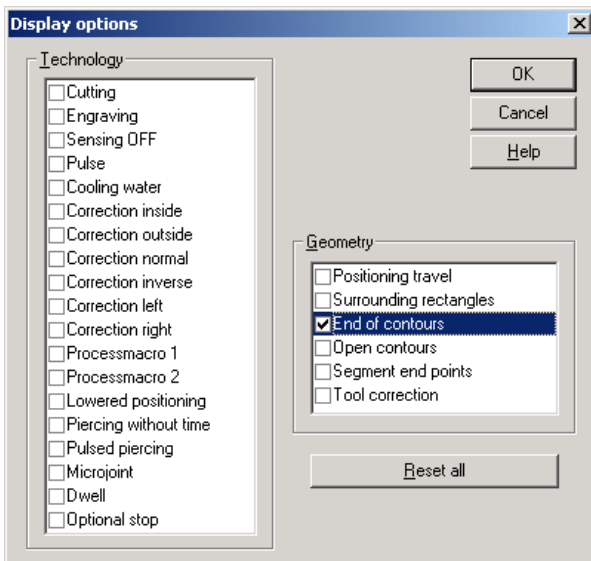 Display options
Technology
Cutting
Engraving
Sensing OFF
Pulse
Cooling water
Correction inside
Correction outside
Correction normal
Correction inverse
Correction left
Correction right
Processmacro 1
Processmacro 2
Lowered positioning
Piercing without time
Pulsed piercing
Microjoint
Dwell
Optional stop
OK
Cancel
Help
Geometry
Positioning travel
Surrounding rectangles
End of contours
Open contours
Segment end points
Tool correction
Reset all